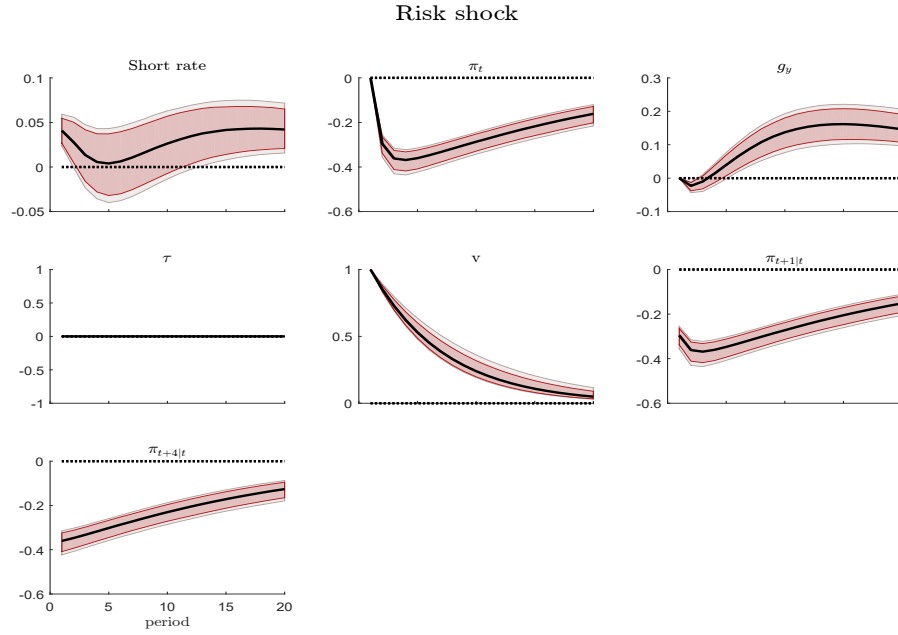 Risk shock
Short rate
0.1
0.05
0
-0.05
π_t
0
-0.2
-0.4
-0.6
g_y
0.3
0.2
0.1
0
-0.1
τ
1
0.5
0
-0.5
-1
v
1
0.5
0
π_{t+1|t}
0
-0.2
-0.4
-0.6
π_{t+4|t}
0
-0.2
-0.4
-0.6
0 5 10 15 20
period